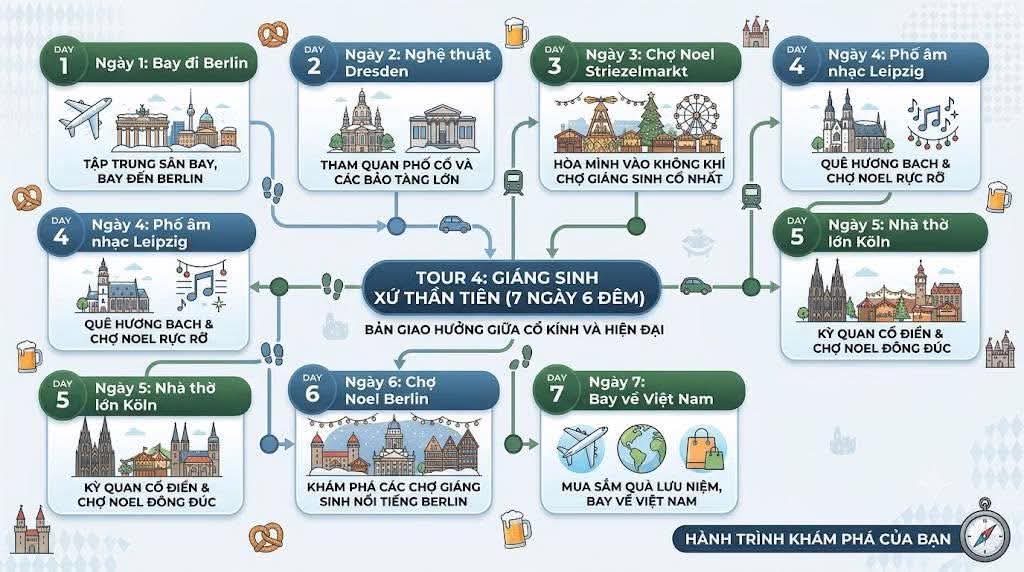 DAY
1
Ngày 1: Bay đi Berlin
TẬP TRUNG SÂN BAY,
BAY ĐẾN BERLIN
DAY
2
Ngày 2: Nghệ thuật
Dresden
THAM QUAN PHỐ CỔ VÀ
CÁC BẢO TÀNG LỚN
DAY
3
Ngày 3: Chợ Noel
Striezelmarkt
HÒA MÌNH VÀO KHÔNG KHÍ
CHỢ GIÁNG SINH CỔ NHẤT
DAY
4
Ngày 4: Phố âm
nhạc Leipzig
QUÊ HƯƠNG BACH &
CHỢ NOEL RỰC RỠ
DAY
4
Ngày 4: Phố âm
nhạc Leipzig
QUÊ HƯƠNG BACH &
CHỢ NOEL RỰC RỠ
TOUR 4: GIÁNG SINH
XỨ THẦN TIÊN (7 NGÀY 6 ĐÊM)
BẢN GIAO HƯỞNG GIỮA CỔ KÍNH VÀ HIỆN ĐẠI
DAY
5
Ngày 5: Nhà thờ
lớn Köln
KỲ QUAN CỔ ĐIỂN &
CHỢ NOEL ĐÔNG ĐÚC
DAY
5
Ngày 5: Nhà thờ
lớn Köln
KỲ QUAN CỔ ĐIỂN &
CHỢ NOEL ĐÔNG ĐÚC
DAY
6
Ngày 6: Chợ
Noel Berlin
KHÁM PHÁ CÁC CHỢ GIÁNG
SINH NỔI TIẾNG BERLIN
DAY
7
Ngày 7:
Bay về Việt Nam
MUA SẮM QUÀ LƯU NIỆM,
BAY VỀ VIỆT NAM
HÀNH TRÌNH KHÁM PHÁ CỦA BẠN